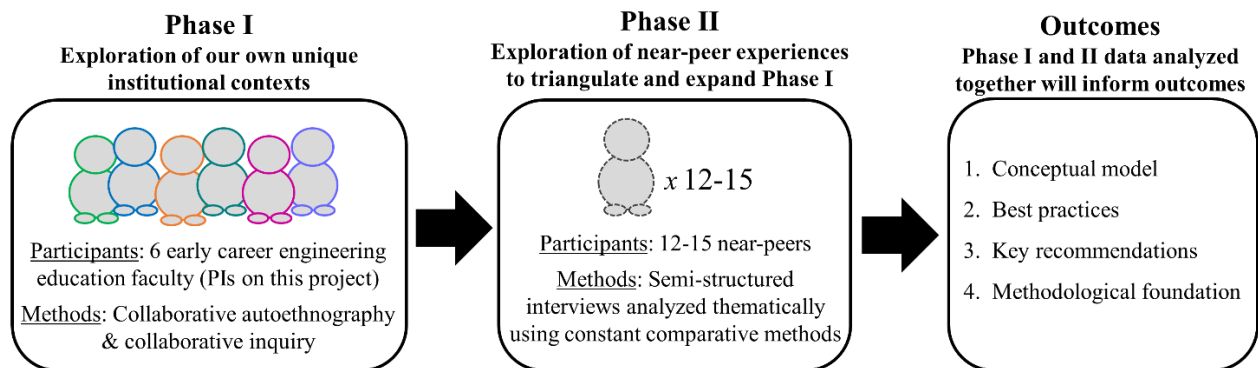 Phase I
Exploration of our own unique
institutional contexts
Participants: 6 early career engineering
education faculty (PIs on this project)
Methods: Collaborative autoethnography
& collaborative inquiry
Phase II
Exploration of near-peer experiences
to triangulate and expand Phase I
x 12-15
Participants: 12-15 near-peers
Methods: Semi-structured
interviews analyzed thematically
using constant comparative methods
Outcomes
Phase I and II data analyzed
together will inform outcomes
1. Conceptual model
2. Best practices
3. Key recommendations
4. Methodological foundation